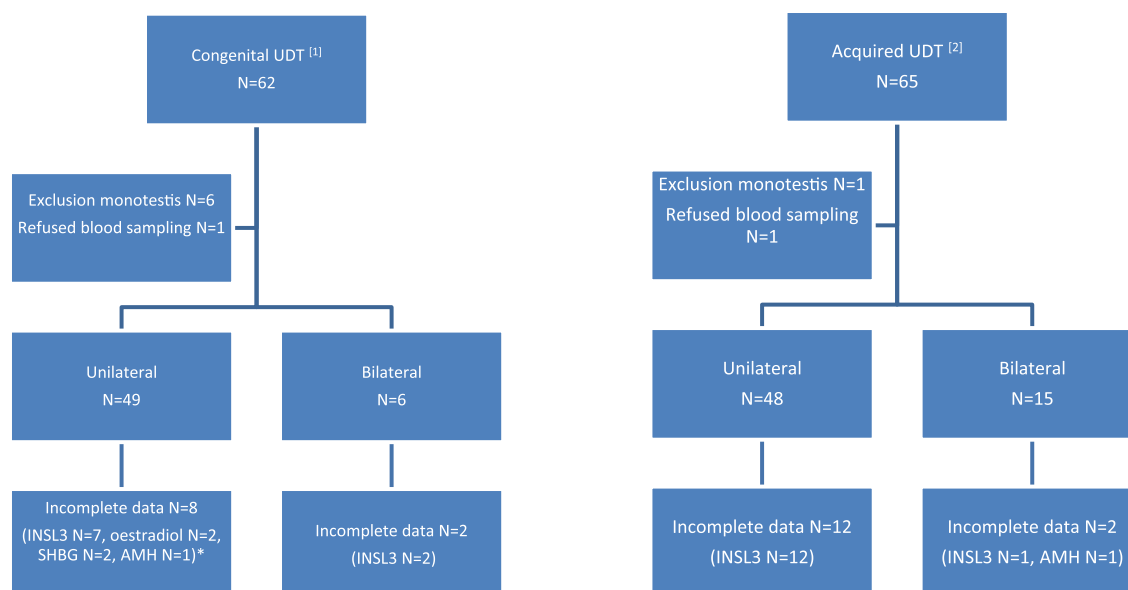 Congenital UDT [1]
N=62
Exclusion monotestis N=6
Refused blood sampling N=1
Unilateral
N=49
Bilateral
N=6
Incomplete data N=8
(INSL3 N=7, oestradiol N=2,
SHBG N=2, AMH N=1)*
Incomplete data N=2
(INSL3 N=2)
Acquired UDT [2]
N=65
Exclusion monotestis N=1
Refused blood sampling
N=1
Unilateral
N=48
Bilateral
N=15
Incomplete data N=12
(INSL3 N=12)
Incomplete data N=2
(INSL3 N=1, AMH N=1)